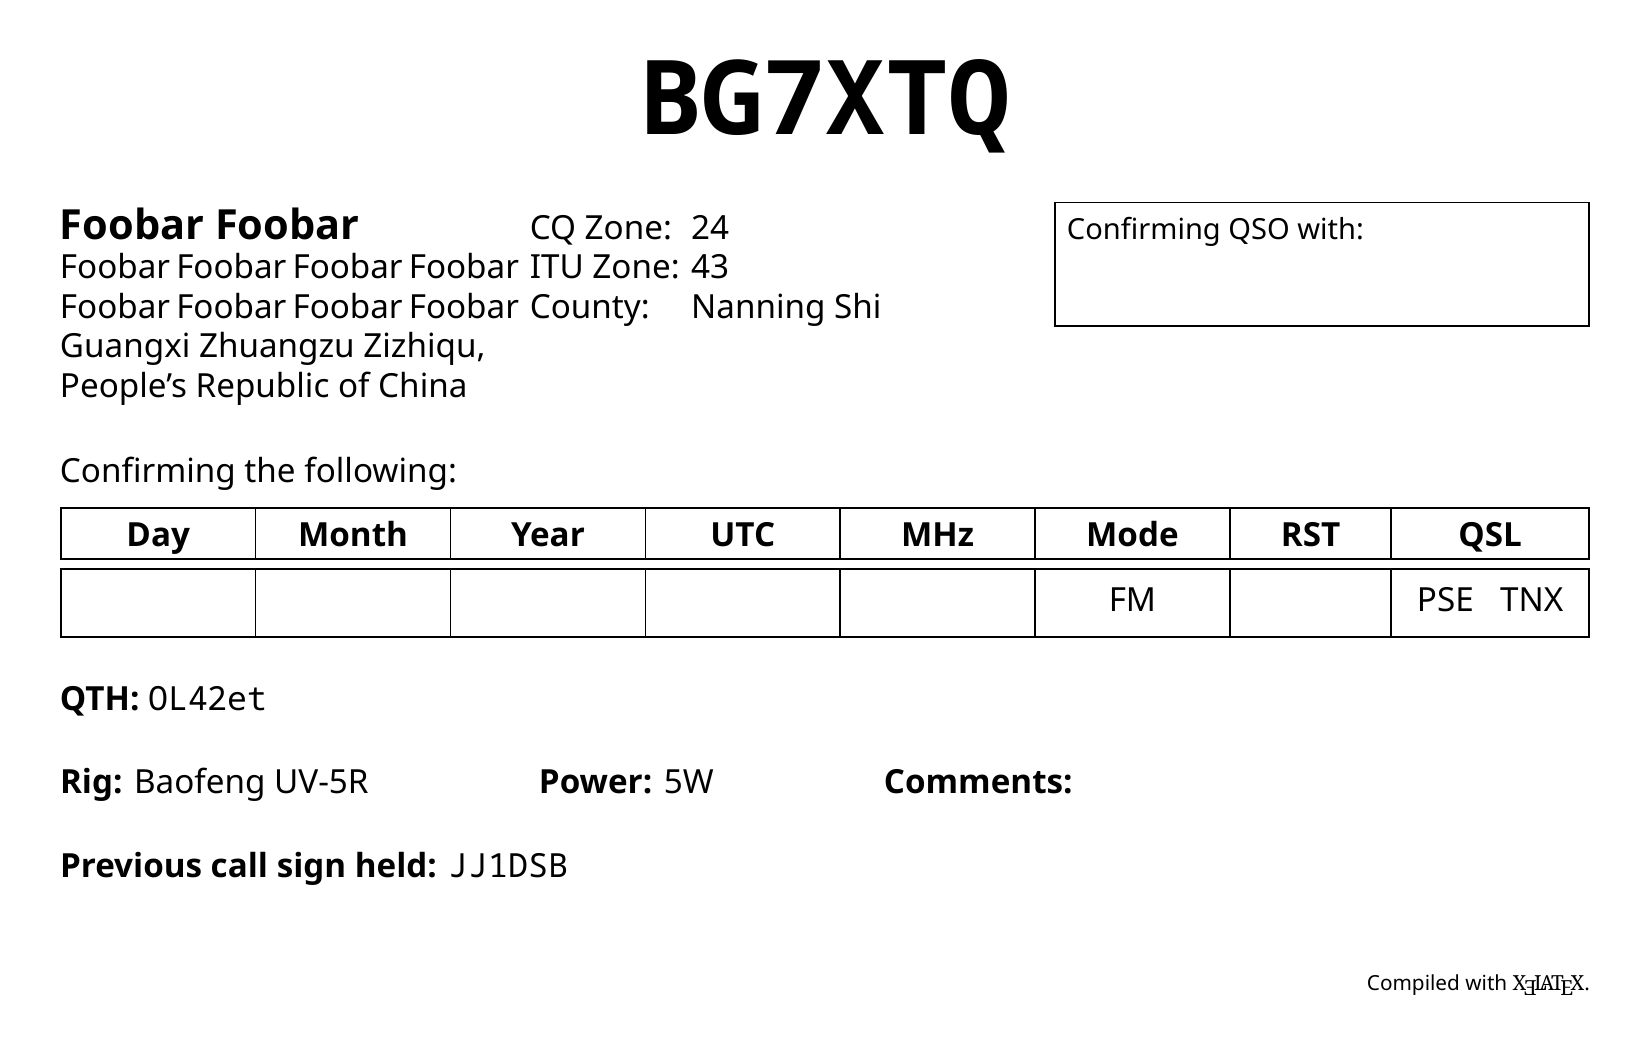 BG7XTQ
Foobar Foobar
Foobar Foobar Foobar Foobar
Foobar Foobar Foobar Foobar
Guangxi Zhuangzu Zizhiqu,
People’s Republic of China
CQ Zone: 24
ITU Zone: 43
County: Nanning Shi
Confirming QSO with:
Confirming the following:
Day Month Year UTC MHz Mode RST QSL
FM PSE TNX
QTH: OL42et
Rig: Baofeng UV-5R Power: 5W Comments:
Previous call sign held: JJ1DSB
Compiled with XƎLATEX.